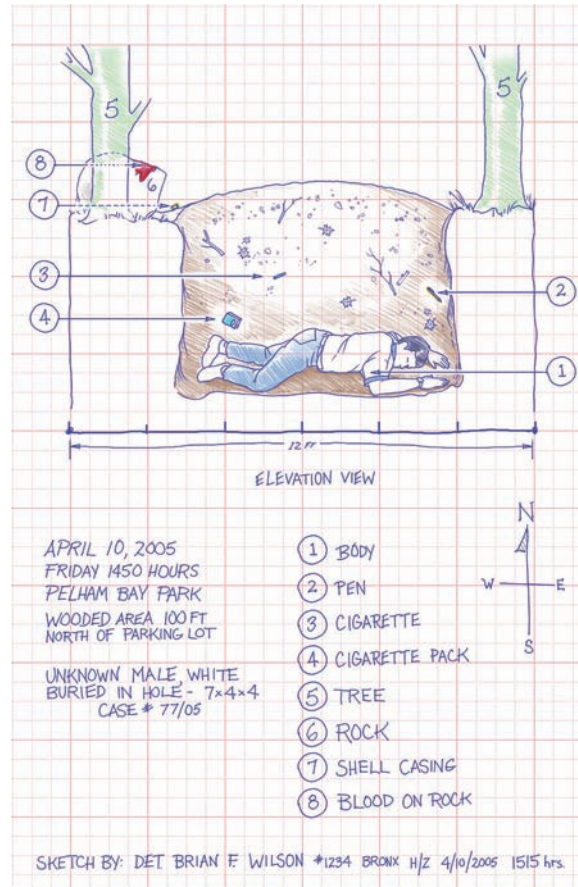 5
5
8
6
7
3
2
4
1
12 FT
ELEVATION VIEW
APRIL 10, 2005
FRIDAY 1450 HOURS
PELHAM BAY PARK
WOODED AREA 100 FT
NORTH OF PARKING LOT
UNKNOWN MALE, WHITE
BURIED IN HOLE - 7×4×4
CASE # 77/05
1 BODY
2 PEN
3 CIGARETTE
4 CIGARETTE PACK
5 TREE
6 ROCK
7 SHELL CASING
8 BLOOD ON ROCK
N
W E
S
SKETCH BY: DET. BRIAN F. WILSON #1234 BRONX H/Z 4/10/2005 1515 hrs.